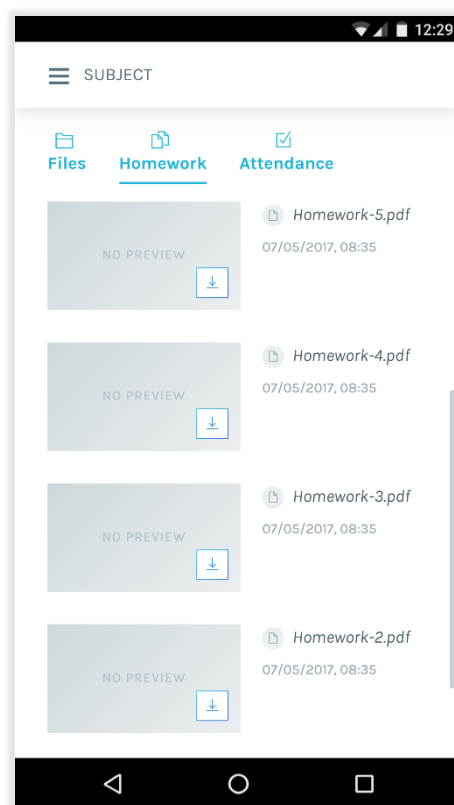 12:29
SUBJECT
Files Homework Attendance
Homework-5.pdf
NO PREVIEW
07/05/2017, 08:35
Homework-4.pdf
NO PREVIEW
07/05/2017, 08:35
Homework-3.pdf
NO PREVIEW
07/05/2017, 08:35
Homework-2.pdf
NO PREVIEW
07/05/2017, 08:35